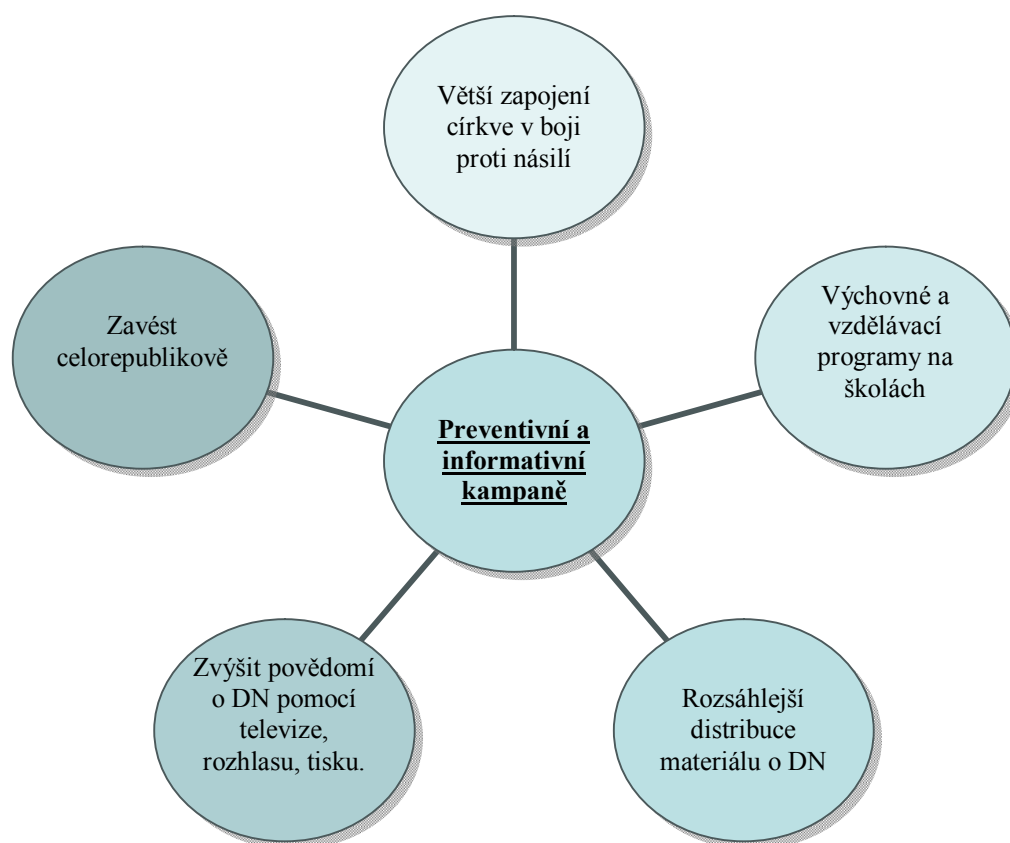 Větší zapojení
církve v boji
proti násilí
Výchovné a
vzdělávací
programy na
školách
Zavést
celorepublikově
Preventivní a
informativní
kampaně
Zvýšit povědomí
o DN pomocí
televize,
rozhlasu, tisku.
Rozsáhlejší
distribuce
materiálu o DN